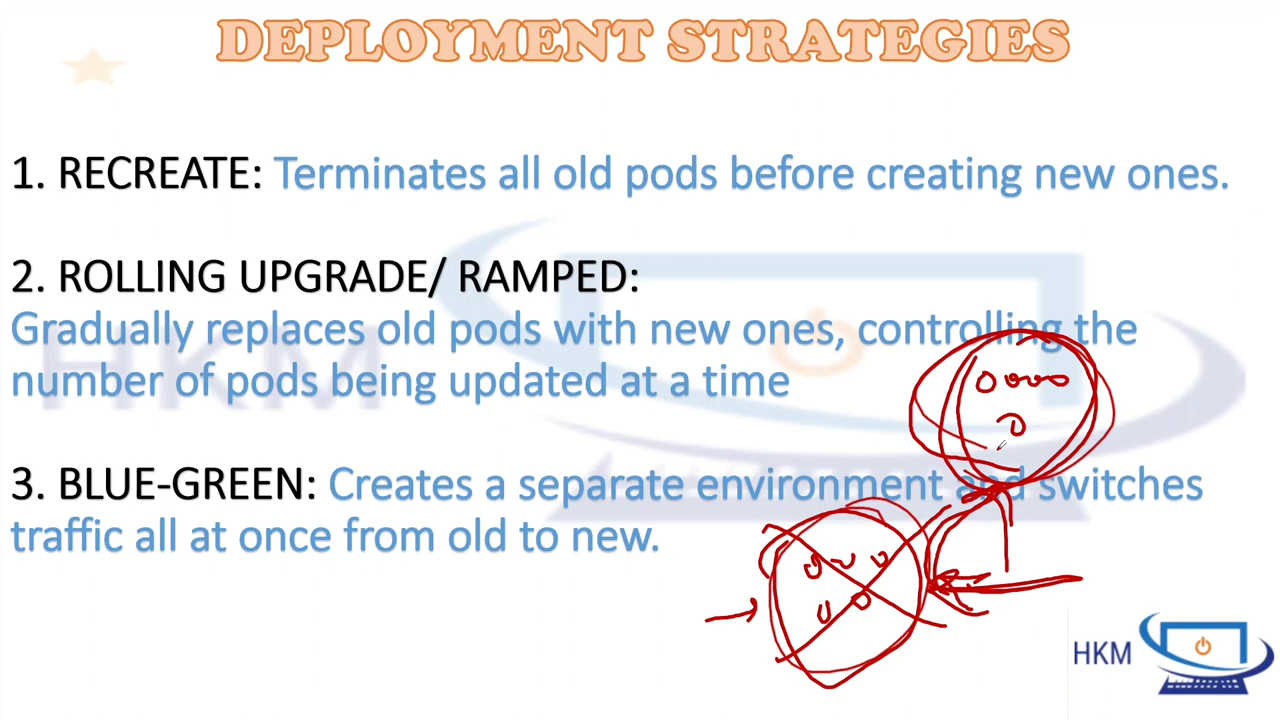 DEPLOYMENT STRATEGIES
1. RECREATE: Terminates all old pods before creating new ones.
2. ROLLING UPGRADE/ RAMPED:
Gradually replaces old pods with new ones, controlling the
number of pods being updated at a time
3. BLUE-GREEN: Creates a separate environment and switches
traffic all at once from old to new.
HKM
HKM